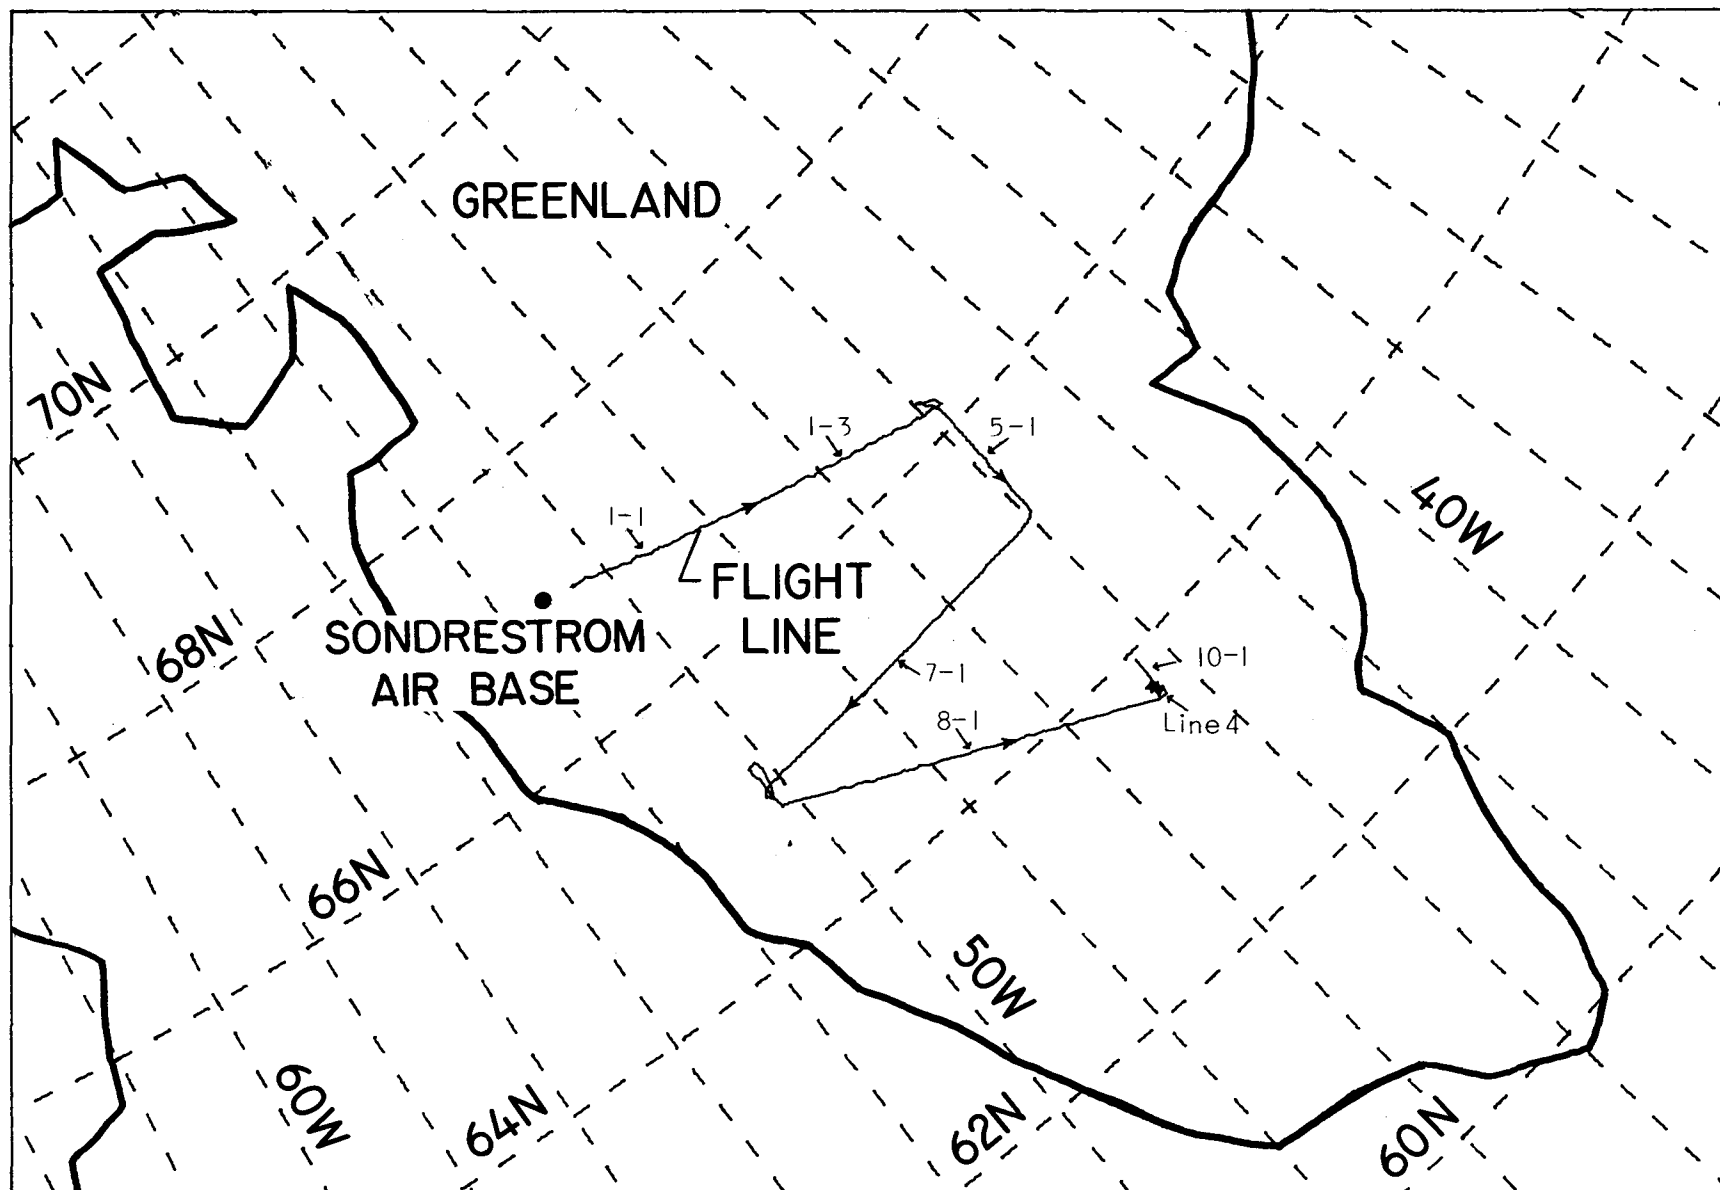 GREENLAND
70N
1-3
5-1
40W
1-1
FLIGHT
LINE
SONDRESTROM
AIR BASE
68N
10-1
7-1
8-1
Line 4
66N
50W
60W
64N
62N
60N